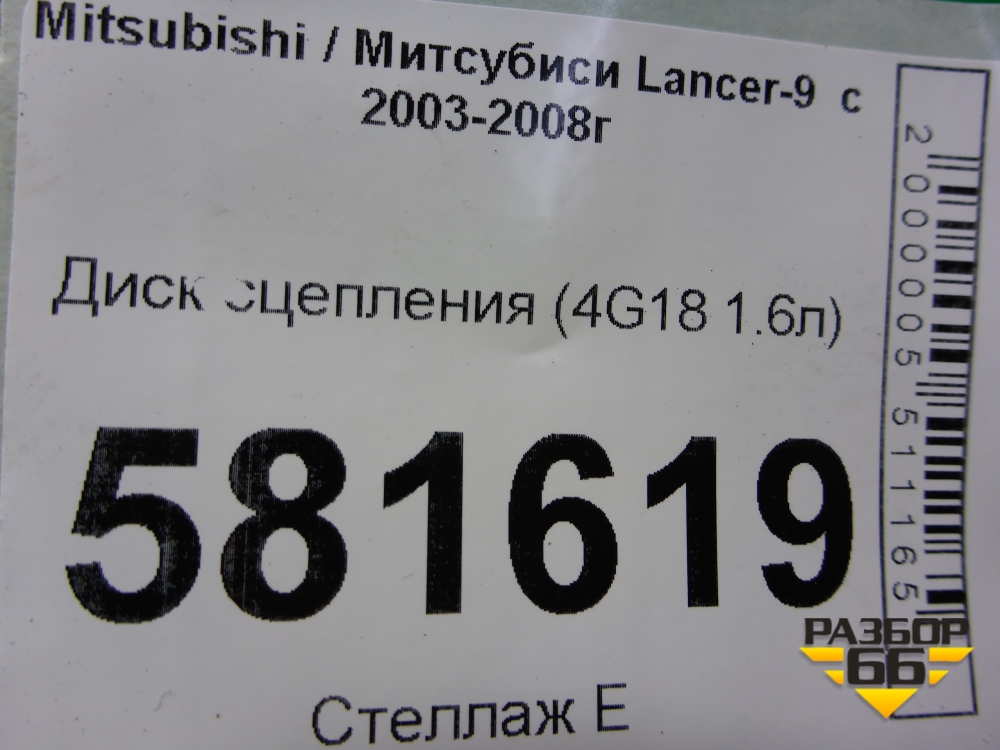 Mitsubishi / Митсубиси Lancer-9 с
2003-2008г
Диск сцепления (4G18 1.6л)
581619
Стеллаж Е
2000005511165
РАЗБОР
66